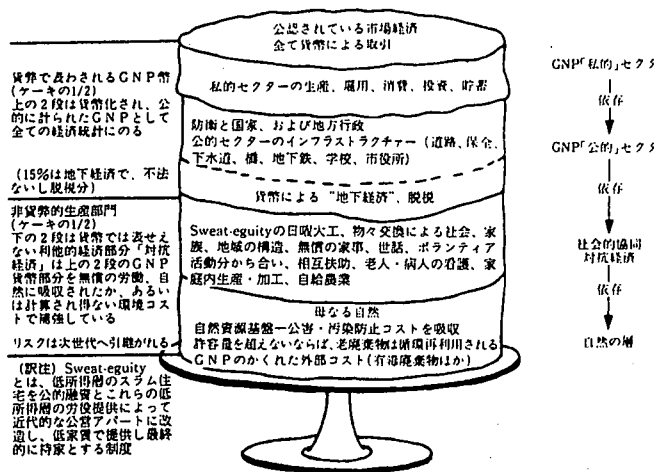 公認されている市場経済
全て貨幣による取引
私的セクターの生産、雇用、消費、投資、貯蓄
防衛と国家、および地方行政
公的セクターのインフラストラクチャー(道路、保全、
下水道、橋、地下鉄、学校、市役所)
貨幣による“地下経済”、脱税
Sweat-equityの日曜大工、物々交換による社会、家
族、地域の構造、無償の家事、世話、ボランティア
活動分かち合い、相互扶助、老人・病人の看護、家
庭内生産・加工、自給農業
母なる自然
自然資源基盤―公害・汚染防止コストを吸収
許容量を超えないならば、老廃物は循環再利用される
GNPのかくれた外部コスト(有毒廃棄物ほか)
貨幣で表わされるGNP
(ケーキの1/2)
上の2段は貨幣化され、公
的に計られたGNPとして
全ての経済統計にのる
(15%は地下経済で、不法
ないし脱税分)
非貨幣的生産部門
(ケーキの1/2)
下の2段は貨幣では表せえ
ない利他的経済部分「対抗
経済」は上の2段のGNP
貨幣部分を無償の労働、自
然に吸収されたか、あるい
は計算され得ない環境コス
トで補強している
リスクは次世代へ引継がれる
(訳注) Sweat-equity
とは、低所得層のスラム住
宅を公的融資とこれらの低
所得層の労役提供によって
近代的な公営アパートに改
造し、低家賃で提供し最終
的に持家とする制度
GNP「私的」セクタ
依存
GNP「公的」セクタ
依存
社会的協同
対抗経済
依存
自然の層